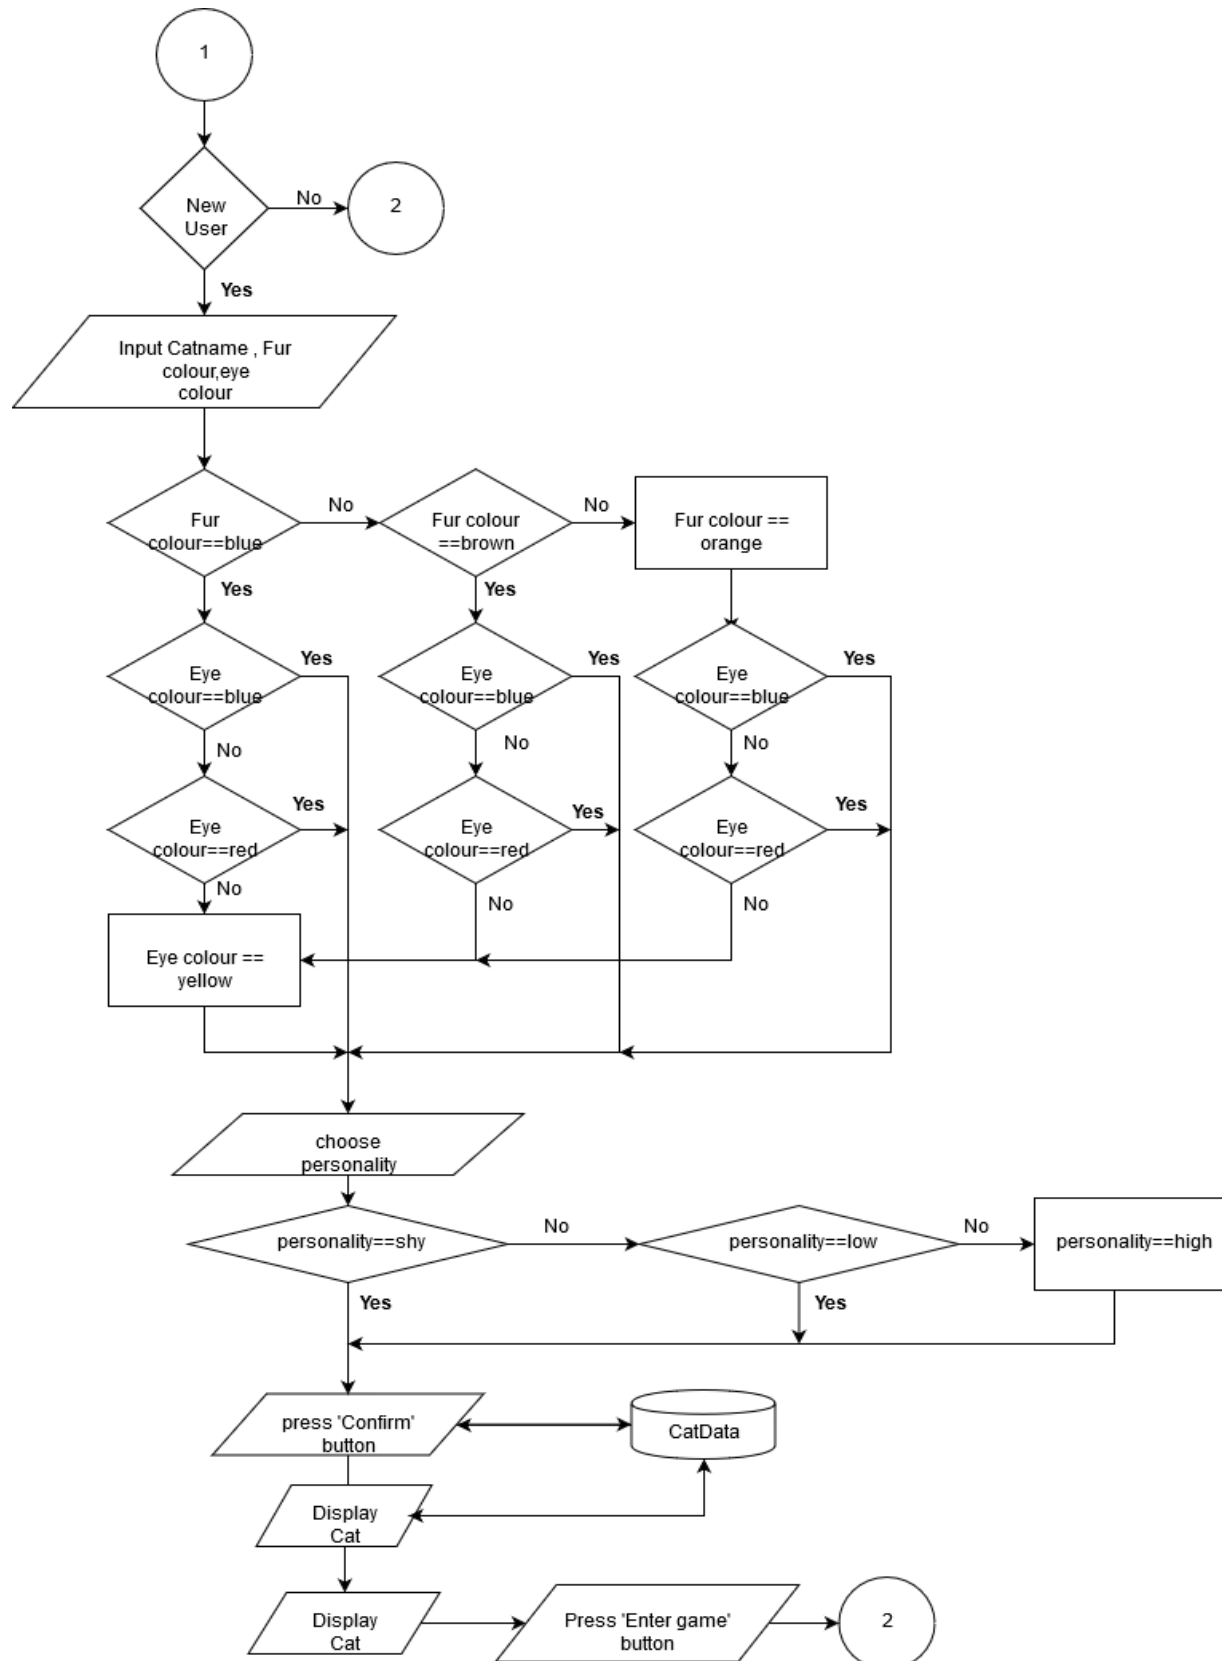 1
New
User
No
2
Yes
Input Catname , Fur
colour,eye
colour
Fur
colour==blue
No
Fur colour
==brown
No
Fur colour ==
orange
Yes
Yes
Eye
colour==blue
Yes
Eye
colour==blue
Yes
Eye
colour==blue
Yes
No
No
No
Eye
colour==red
Yes
Eye
colour==red
Yes
Eye
colour==red
Yes
No
No
No
Eye colour ==
yellow
choose
personality
personality==shy
No
personality==low
No
personality==high
Yes
Yes
press 'Confirm'
button
CatData
Display
Cat
Display
Cat
Press 'Enter game'
button
2